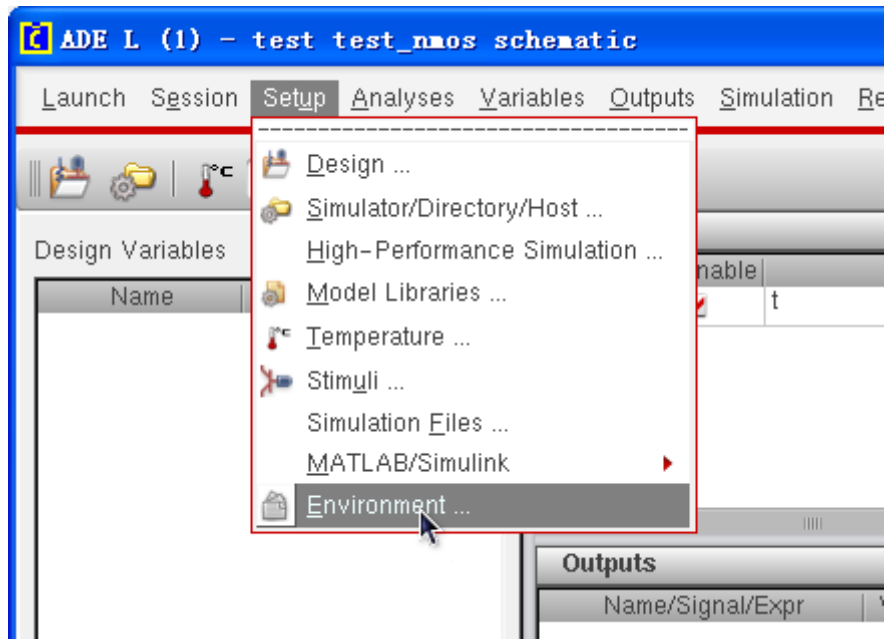 ADE L (1) - test test_nmos schematic
Launch Session Setup Analyses Variables Outputs Simulation Re
Design ...
Simulator/Directory/Host ...
High-Performance Simulation ...
Model Libraries ...
Temperature ...
Stimuli ...
Simulation Files ...
MATLAB/Simulink
Environment ...
°C
Design Variables
Name
nable
t
Outputs
Name/Signal/Expr